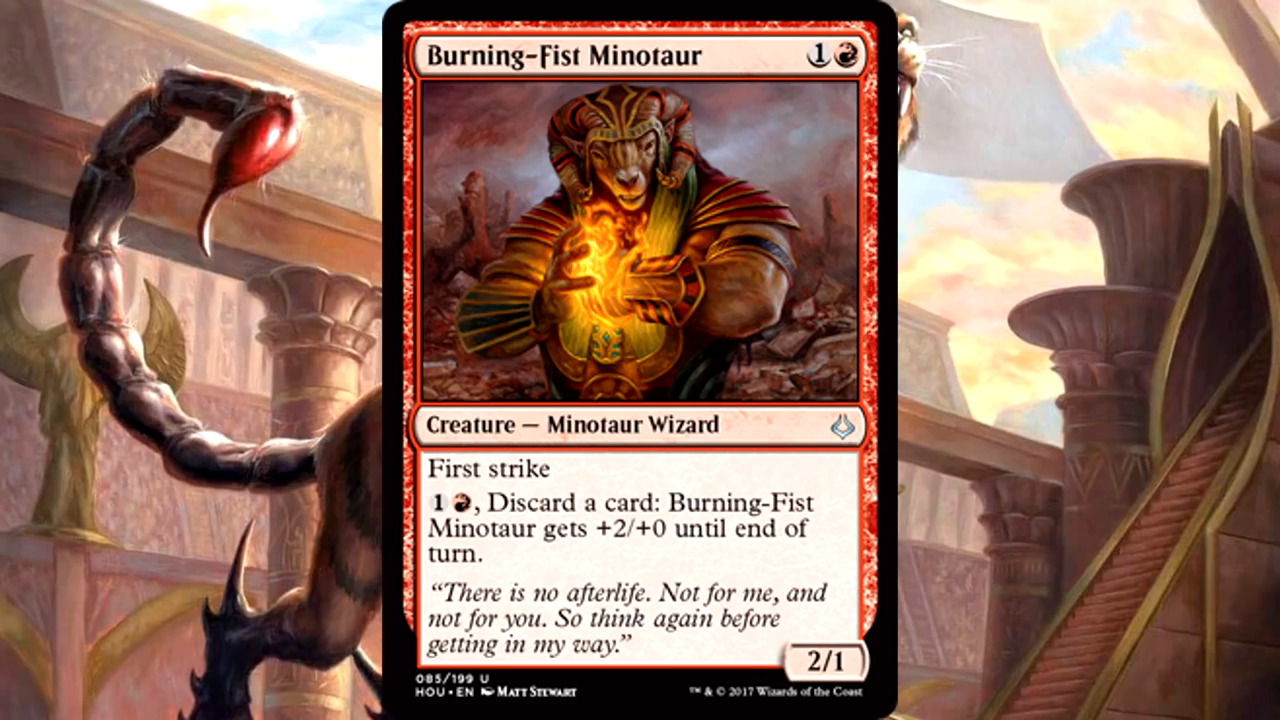 Burning-Fist Minotaur 1
Creature — Minotaur Wizard
First strike
1 , Discard a card: Burning-Fist
Minotaur gets +2/+0 until end of
turn.
“There is no afterlife. Not for me, and
not for you. So think again before
getting in my way.”
2/1
085/199 U
HOU • EN Matt Stewart
™ & © 2017 Wizards of the Coast